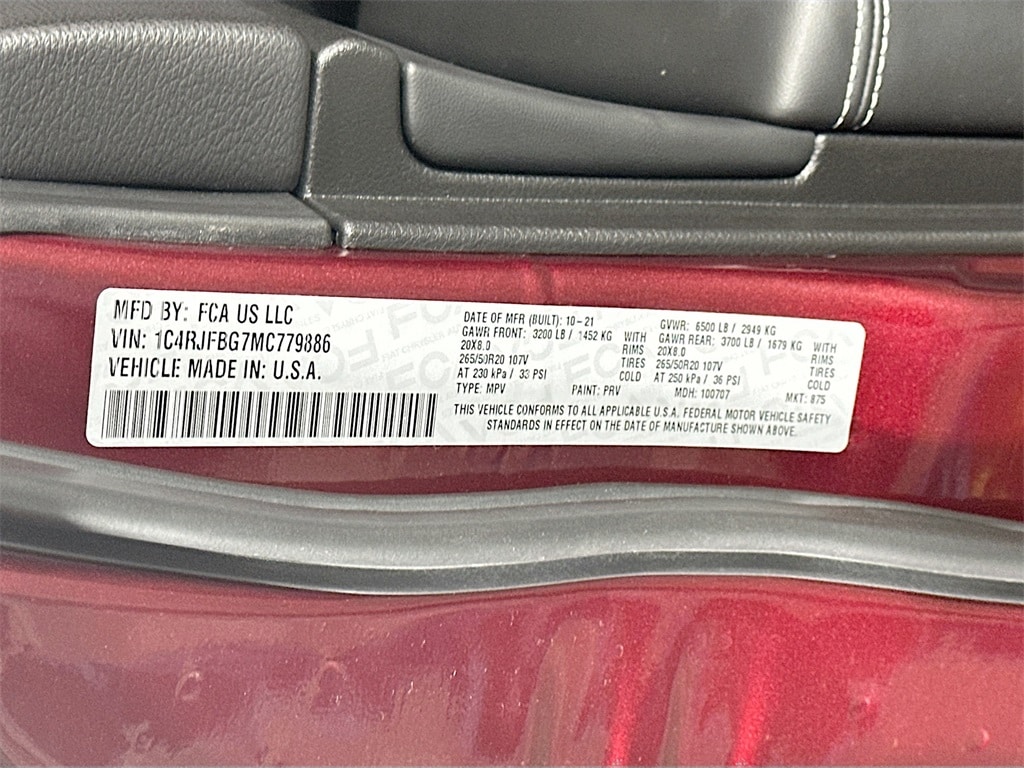 MFD BY: FCA US LLC
VIN: 1C4RJFBG7MC779886
VEHICLE MADE IN: U.S.A.
DATE OF MFR (BUILT): 10-21
GVWR: 6500 LB / 2949 KG
GAWR FRONT: 3200 LB / 1452 KG WITH
GAWR REAR: 3700 LB / 1679 KG WITH
20X8.0 RIMS
20X8.0 RIMS
265/50R20 107V TIRES
265/50R20 107V TIRES
AT 230 kPa / 33 PSI COLD
AT 250 kPa / 36 PSI COLD
TYPE: MPV PAINT: PRV MDH: 100707 MKT: 875
THIS VEHICLE CONFORMS TO ALL APPLICABLE U.S.A. FEDERAL MOTOR VEHICLE SAFETY
STANDARDS IN EFFECT ON THE DATE OF MANUFACTURE SHOWN ABOVE.